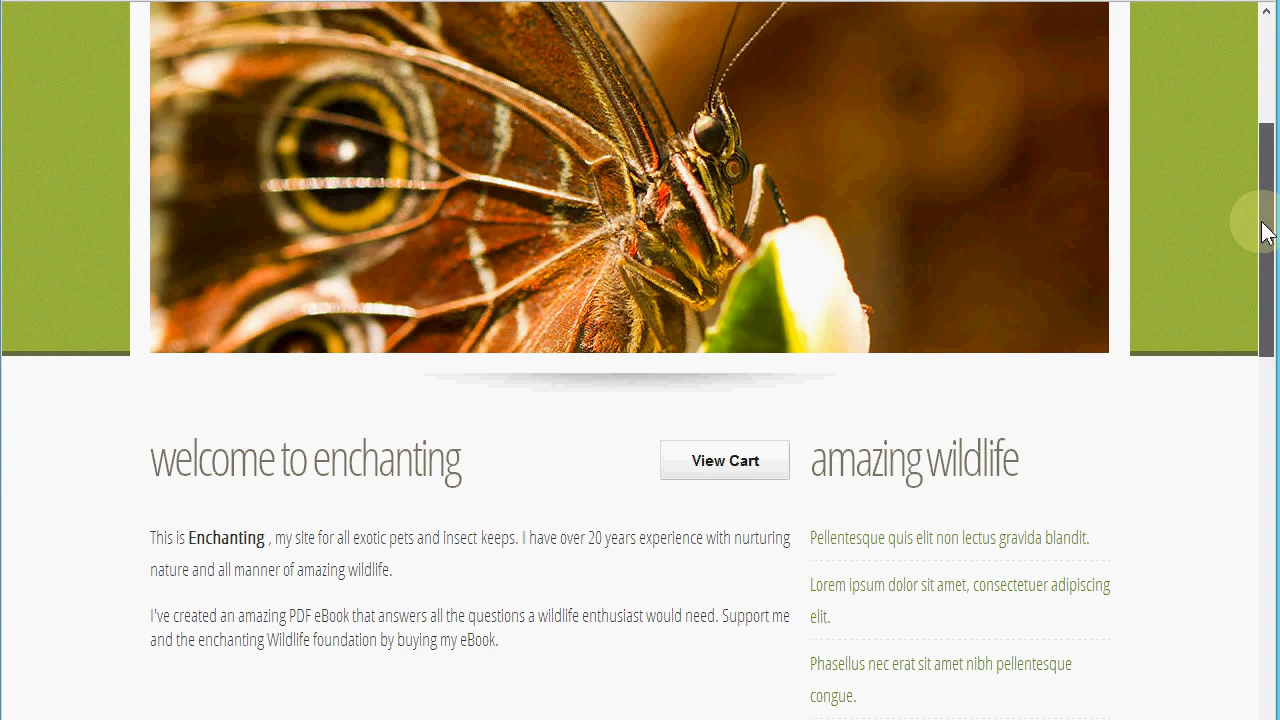 welcome to enchanting
View Cart
This is Enchanting , my site for all exotic pets and insect keeps. I have over 20 years experience with nurturing
nature and all manner of amazing wildlife.
I've created an amazing PDF eBook that answers all the questions a wildlife enthusiast would need. Support me
and the enchanting Wildlife foundation by buying my eBook.
amazing wildlife
Pellentesque quis elit non lectus gravida blandit.
Lorem ipsum dolor sit amet, consectetuer adipiscing
elit.
Phasellus nec erat sit amet nibh pellentesque
congue.